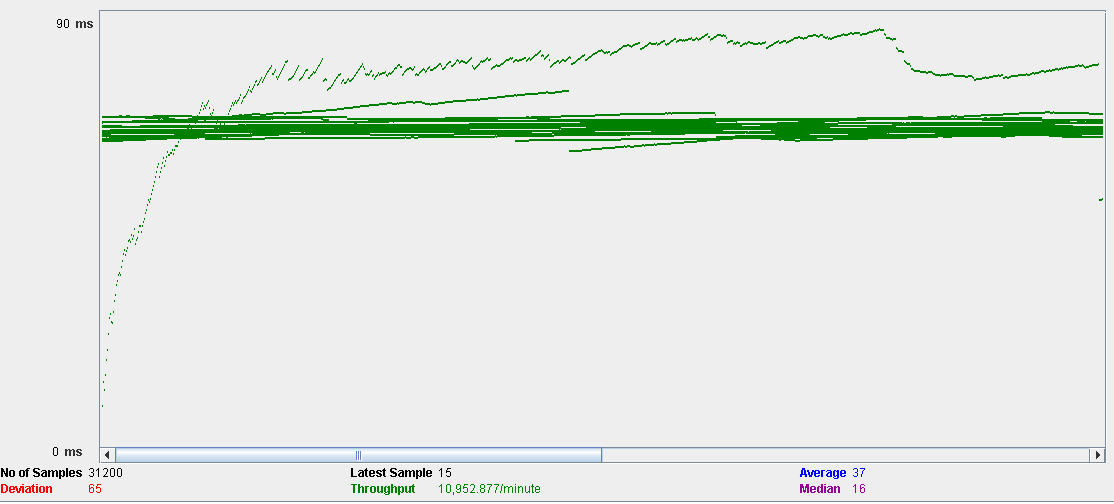 90 ms
0 ms
No of Samples 31200 Latest Sample 15 Average 37
Deviation 65 Throughput 10,952.877/minute Median 16